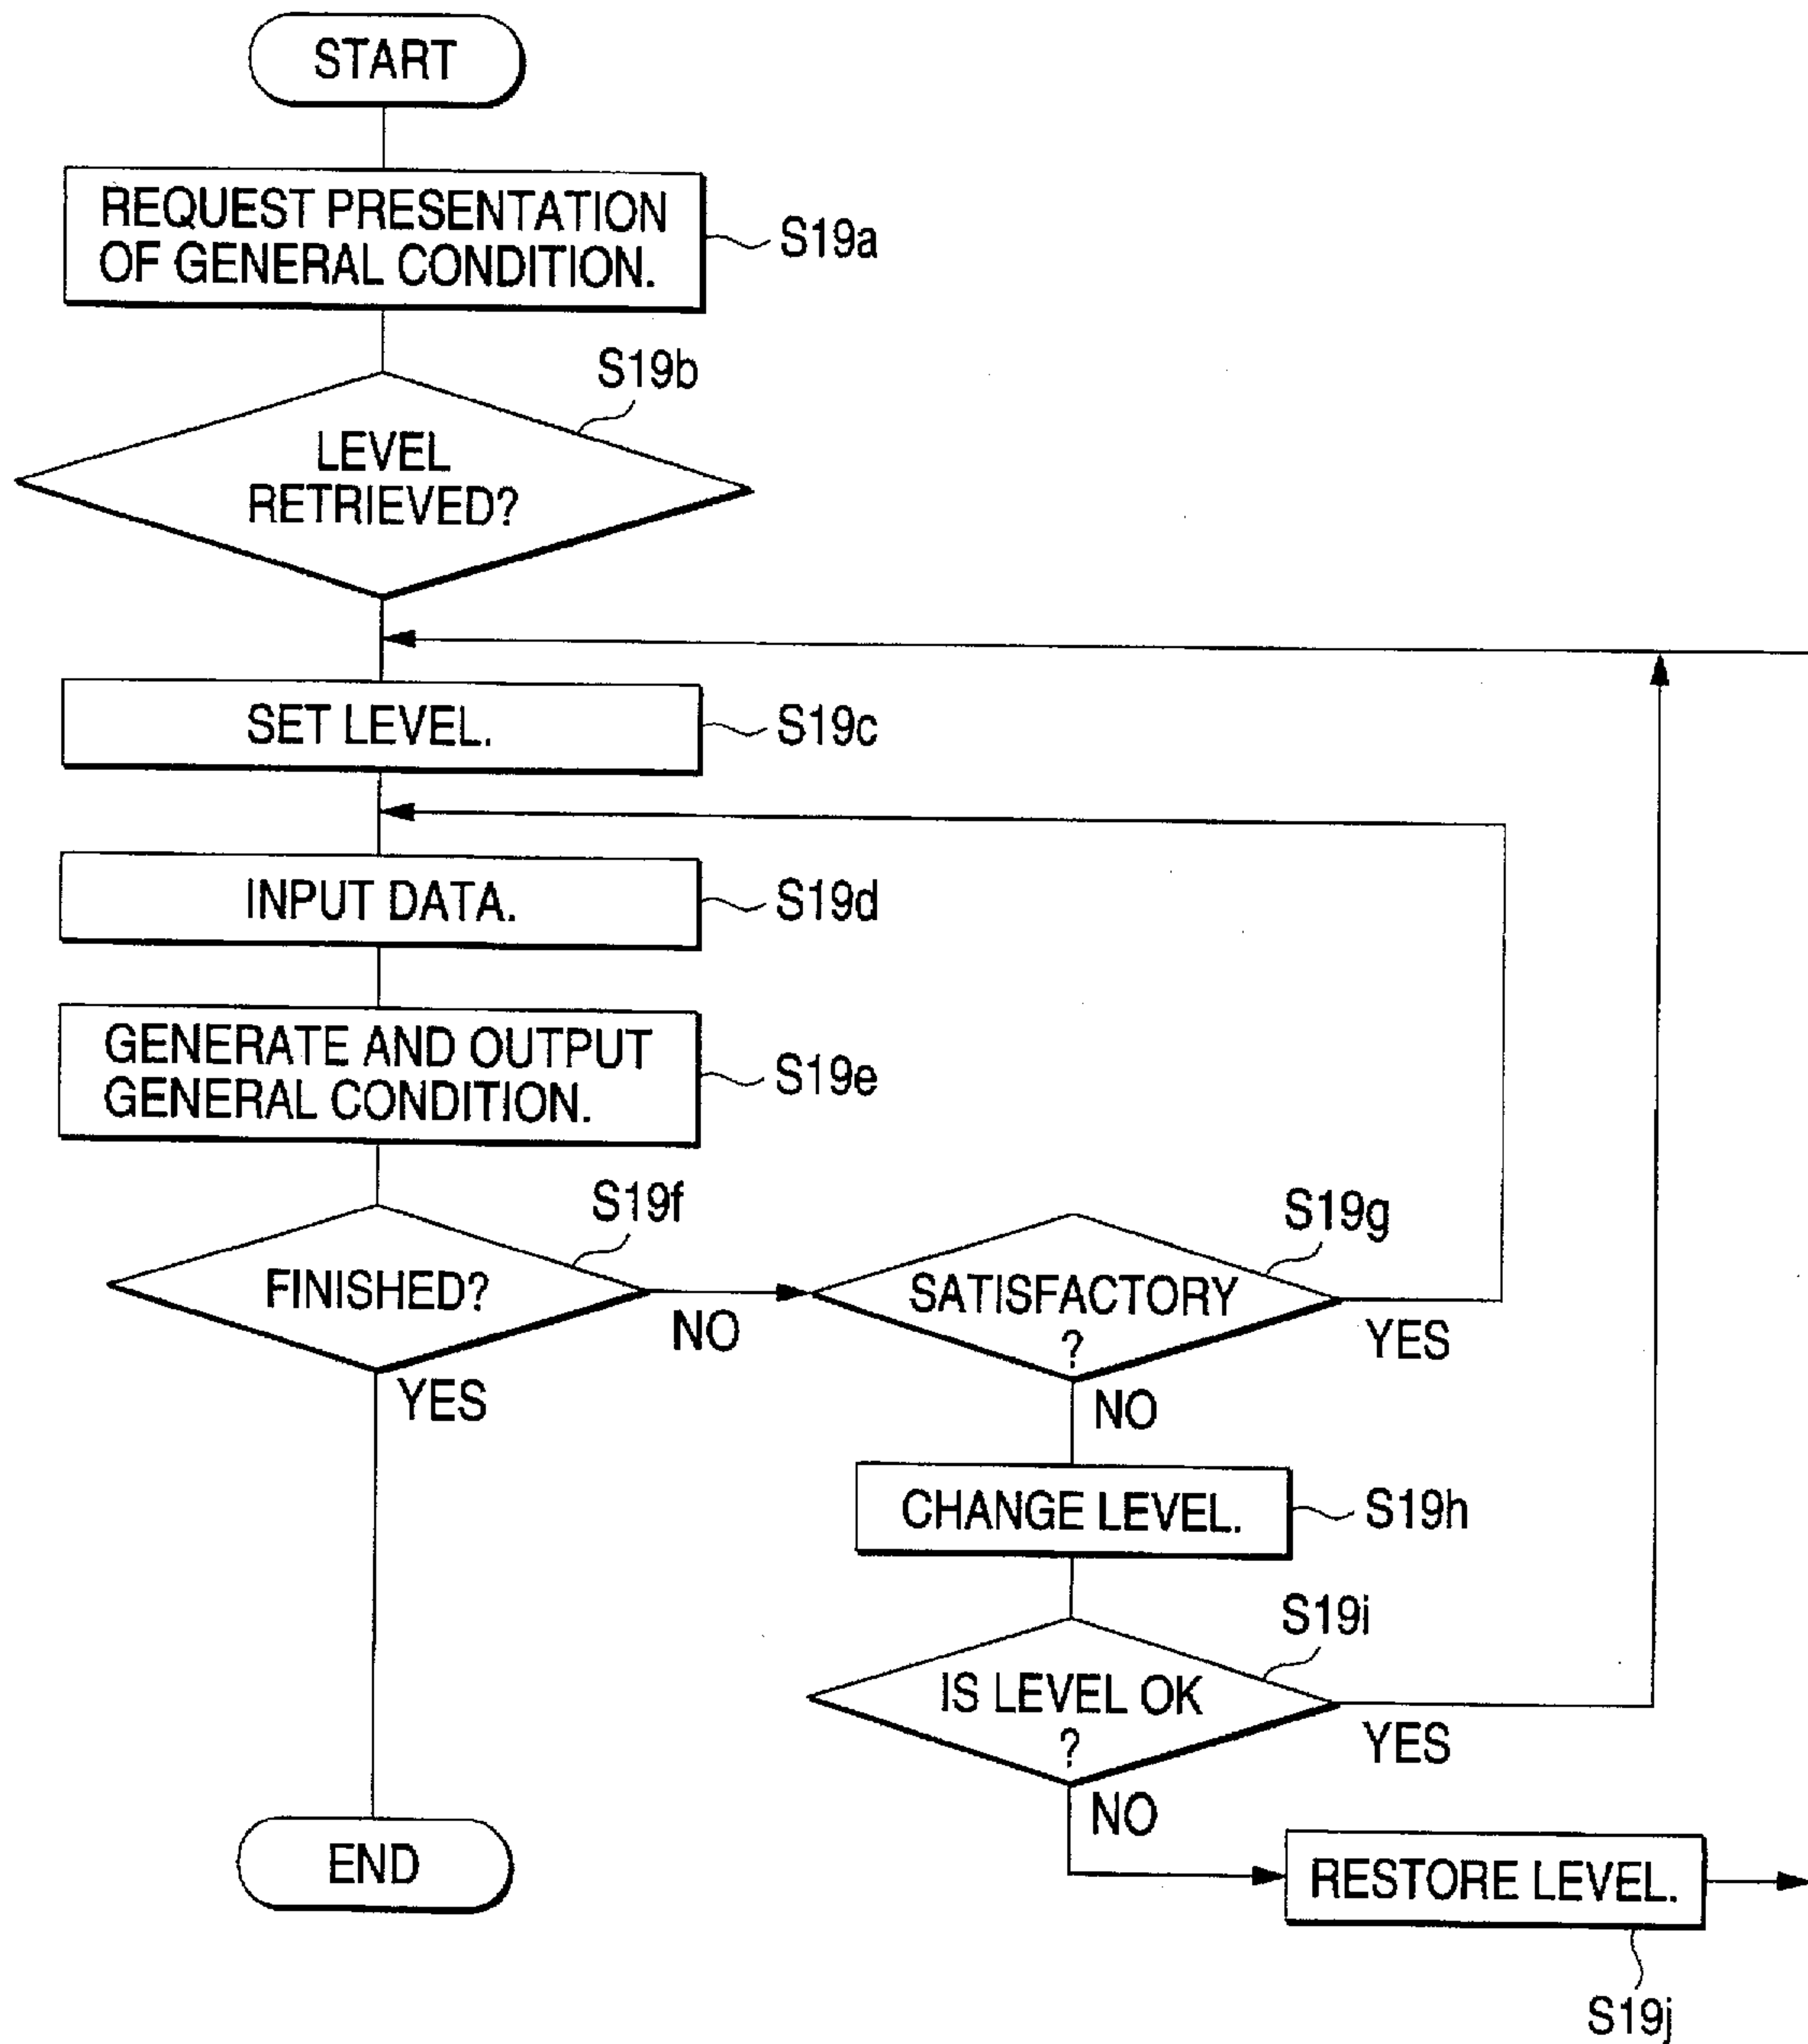 START
REQUEST PRESENTATION
OF GENERAL CONDITION.
S19a
S19b
LEVEL
RETRIEVED?
SET LEVEL.
S19c
INPUT DATA.
S19d
GENERATE AND OUTPUT
GENERAL CONDITION.
S19e
S19f
FINISHED?
NO
YES
S19g
SATISFACTORY
?
YES
NO
CHANGE LEVEL.
S19h
S19i
IS LEVEL OK
?
YES
NO
RESTORE LEVEL.
S19j
END